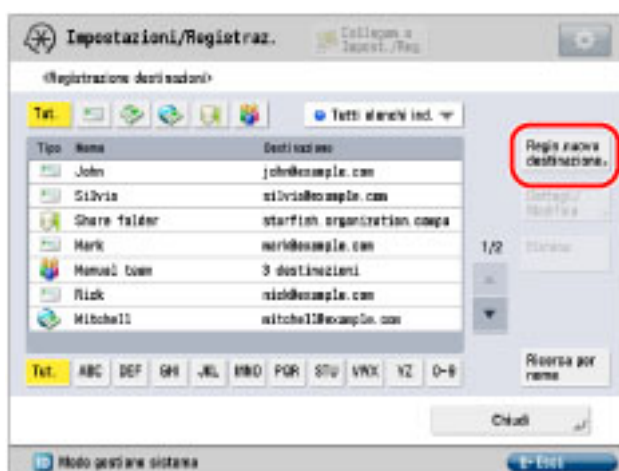 Impostazioni/Registraz.
Collegam a
Impost./Reg
<Registrazione destinazioni>
Tut.
Tutti elenchi ind.
Tipo Nome Destinazione
John john@example.com
Silvia silvia@example.com
Share folder starfish organization compa
Mark mark@example.com
Manual team 3 destinazioni
Rick rick@example.com
Mitchell mitchell@example.com
Regis.nuova
destinazione.
Dettagli/
Modifica
Elimina
1/2
Tut. ABC DEF GHI JKL MNO PQR STU VWX YZ 0-9
Ricerca per
nome
Chiudi
ID Modo gestione sistema
Esci